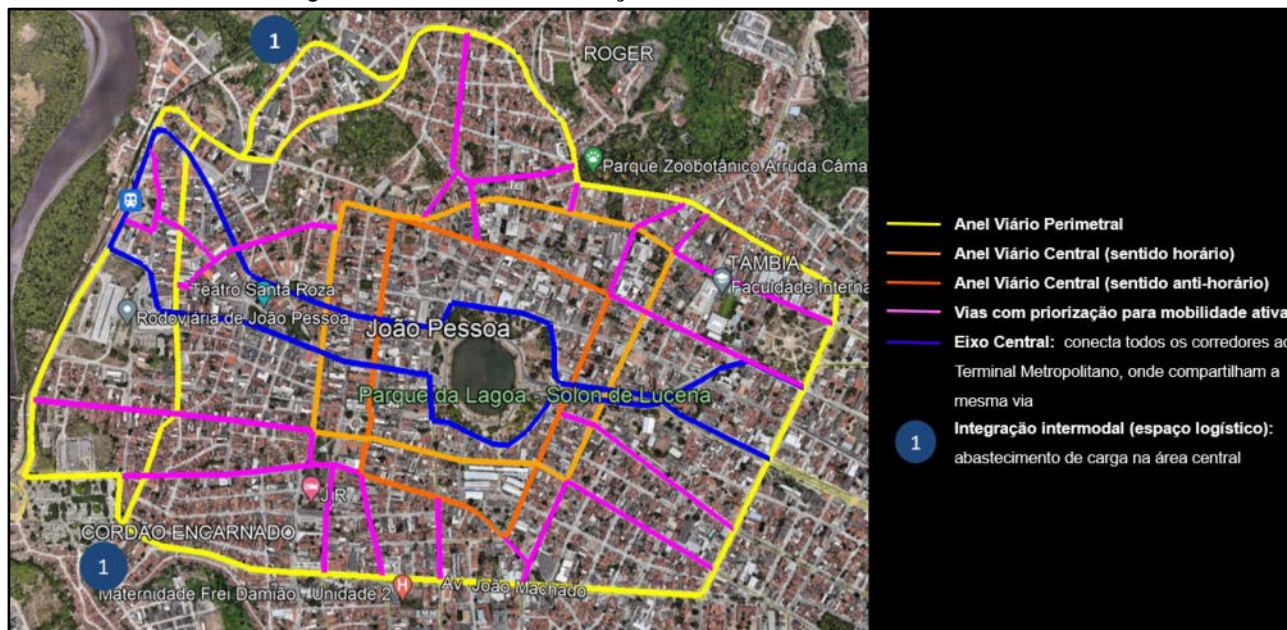 1
ROGER
Parque Zoobotânico Arruda Câma
TAMBIÁ
Faculdade Interna
Teatro Santa Roza
Rodoviária de João Pessoa
João Pessoa
Parque da Lagoa - Solon de Lucena
J R
CORDÃO ENCARNADO
1
Maternidade Frei Damião - Unidade 2
H
Av. João Machado
Anel Viário Perimetral
Anel Viário Central (sentido horário)
Anel Viário Central (sentido anti-horário)
Vias com priorização para mobilidade ativa
Eixo Central: conecta todos os corredores ao
Terminal Metropolitano, onde compartilham a
mesma via
1
Integração intermodal (espaço logístico):
abastecimento de carga na área central